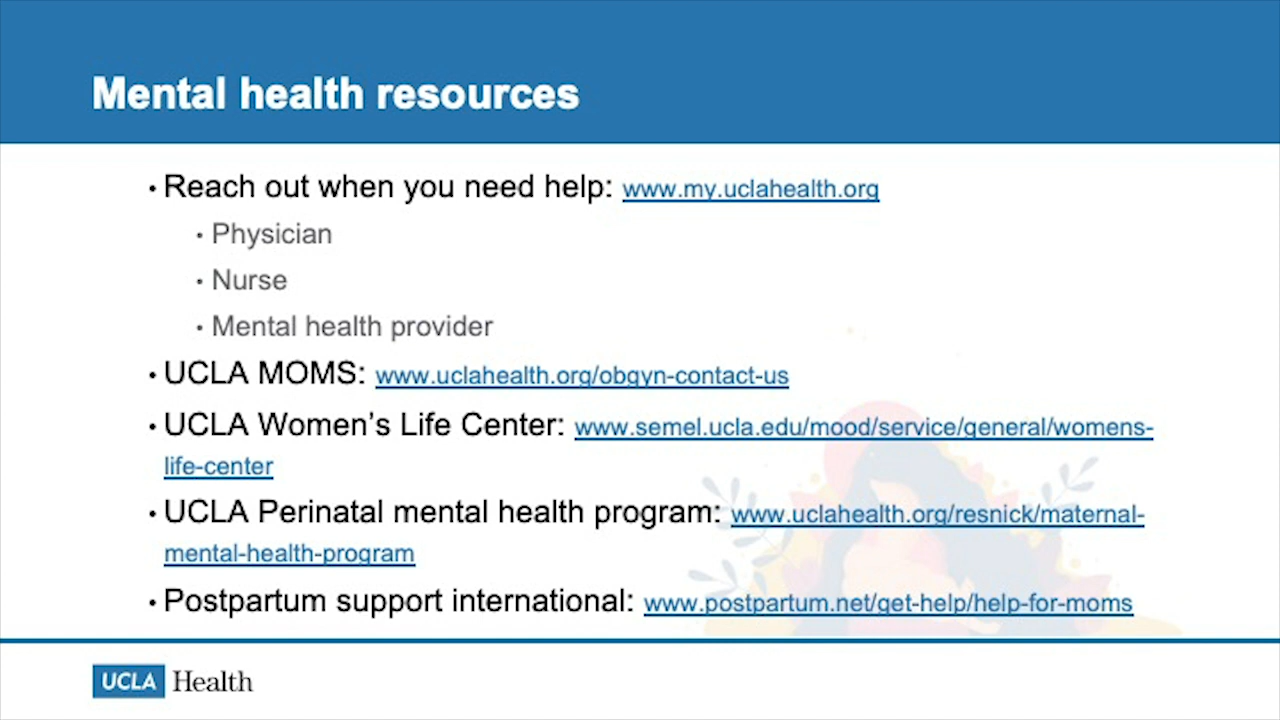 Mental health resources
• Reach out when you need help: www.my.uclahealth.org
• Physician
• Nurse
• Mental health provider
• UCLA MOMS: www.uclahealth.org/obgyn-contact-us
• UCLA Women’s Life Center: www.semel.ucla.edu/mood/service/general/womens-
life-center
• UCLA Perinatal mental health program: www.uclahealth.org/resnick/maternal-
mental-health-program
• Postpartum support international: www.postpartum.net/get-help/help-for-moms
UCLA Health